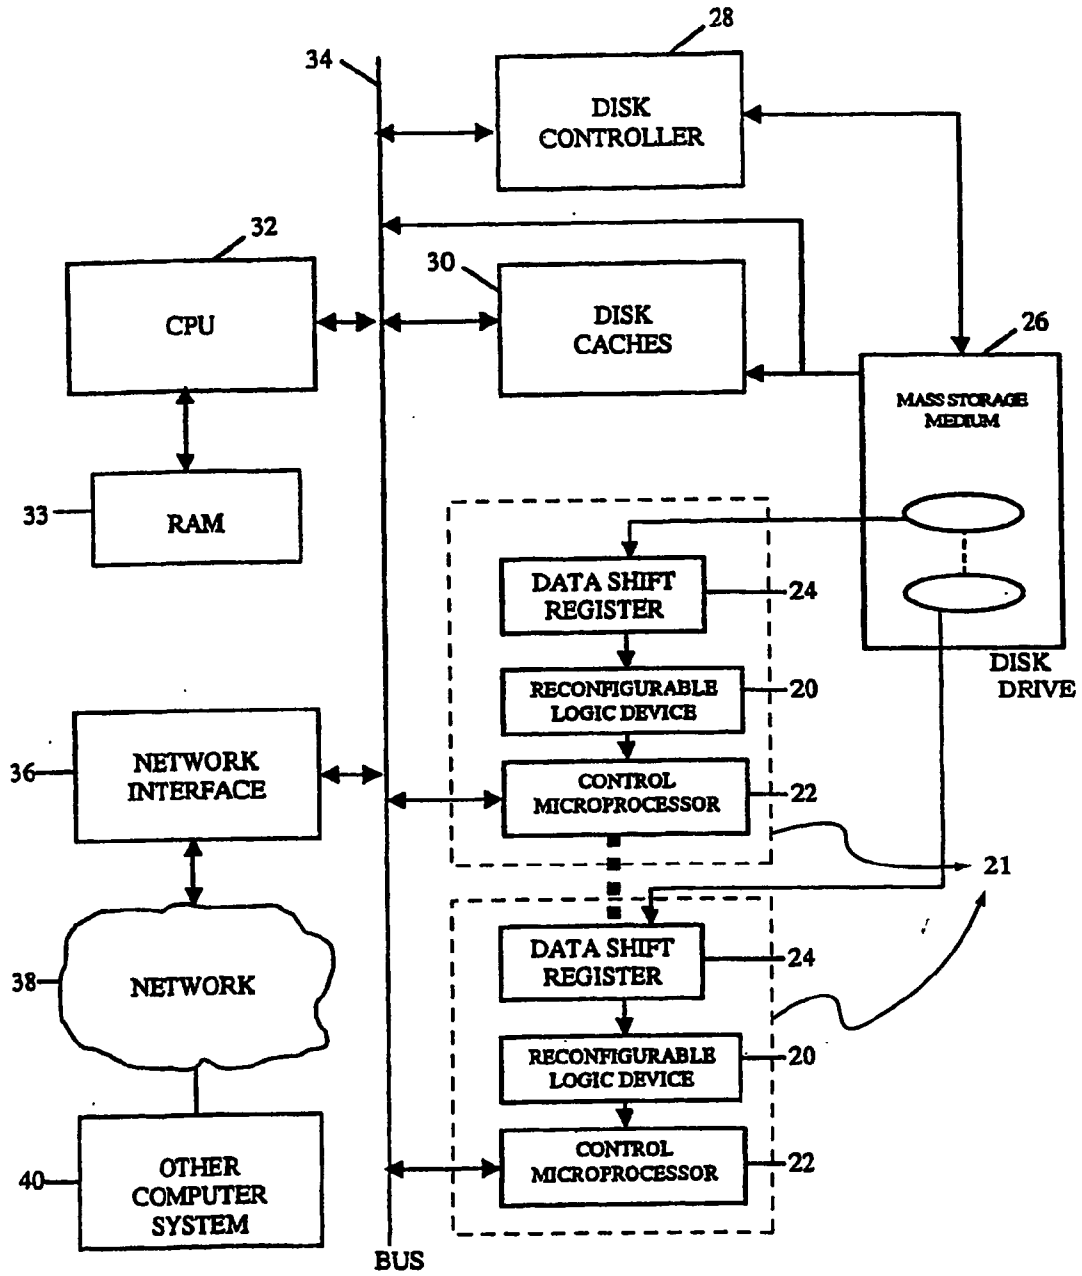 28
34
DISK
CONTROLLER
32
30
CPU
DISK
CACHES
26
MASS STORAGE
MEDIUM
33
RAM
DATA SHIFT
REGISTER
24
DISK
DRIVE
RECONFIGURABLE
LOGIC DEVICE
20
36
NETWORK
INTERFACE
CONTROL
MICROPROCESSOR
22
21
DATA SHIFT
REGISTER
24
38
NETWORK
RECONFIGURABLE
LOGIC DEVICE
20
CONTROL
MICROPROCESSOR
22
40
OTHER
COMPUTER
SYSTEM
BUS